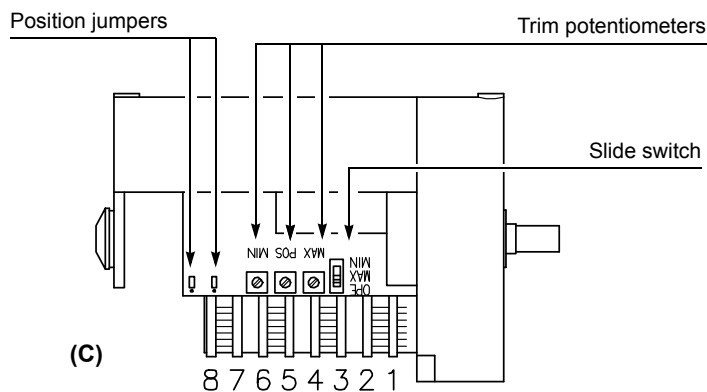 Position jumpers
Trim potentiometers
Slide switch
MIN
POS
MAX
MIN
MAX
OPE
(C)
8 7 6 5 4 3 2 1